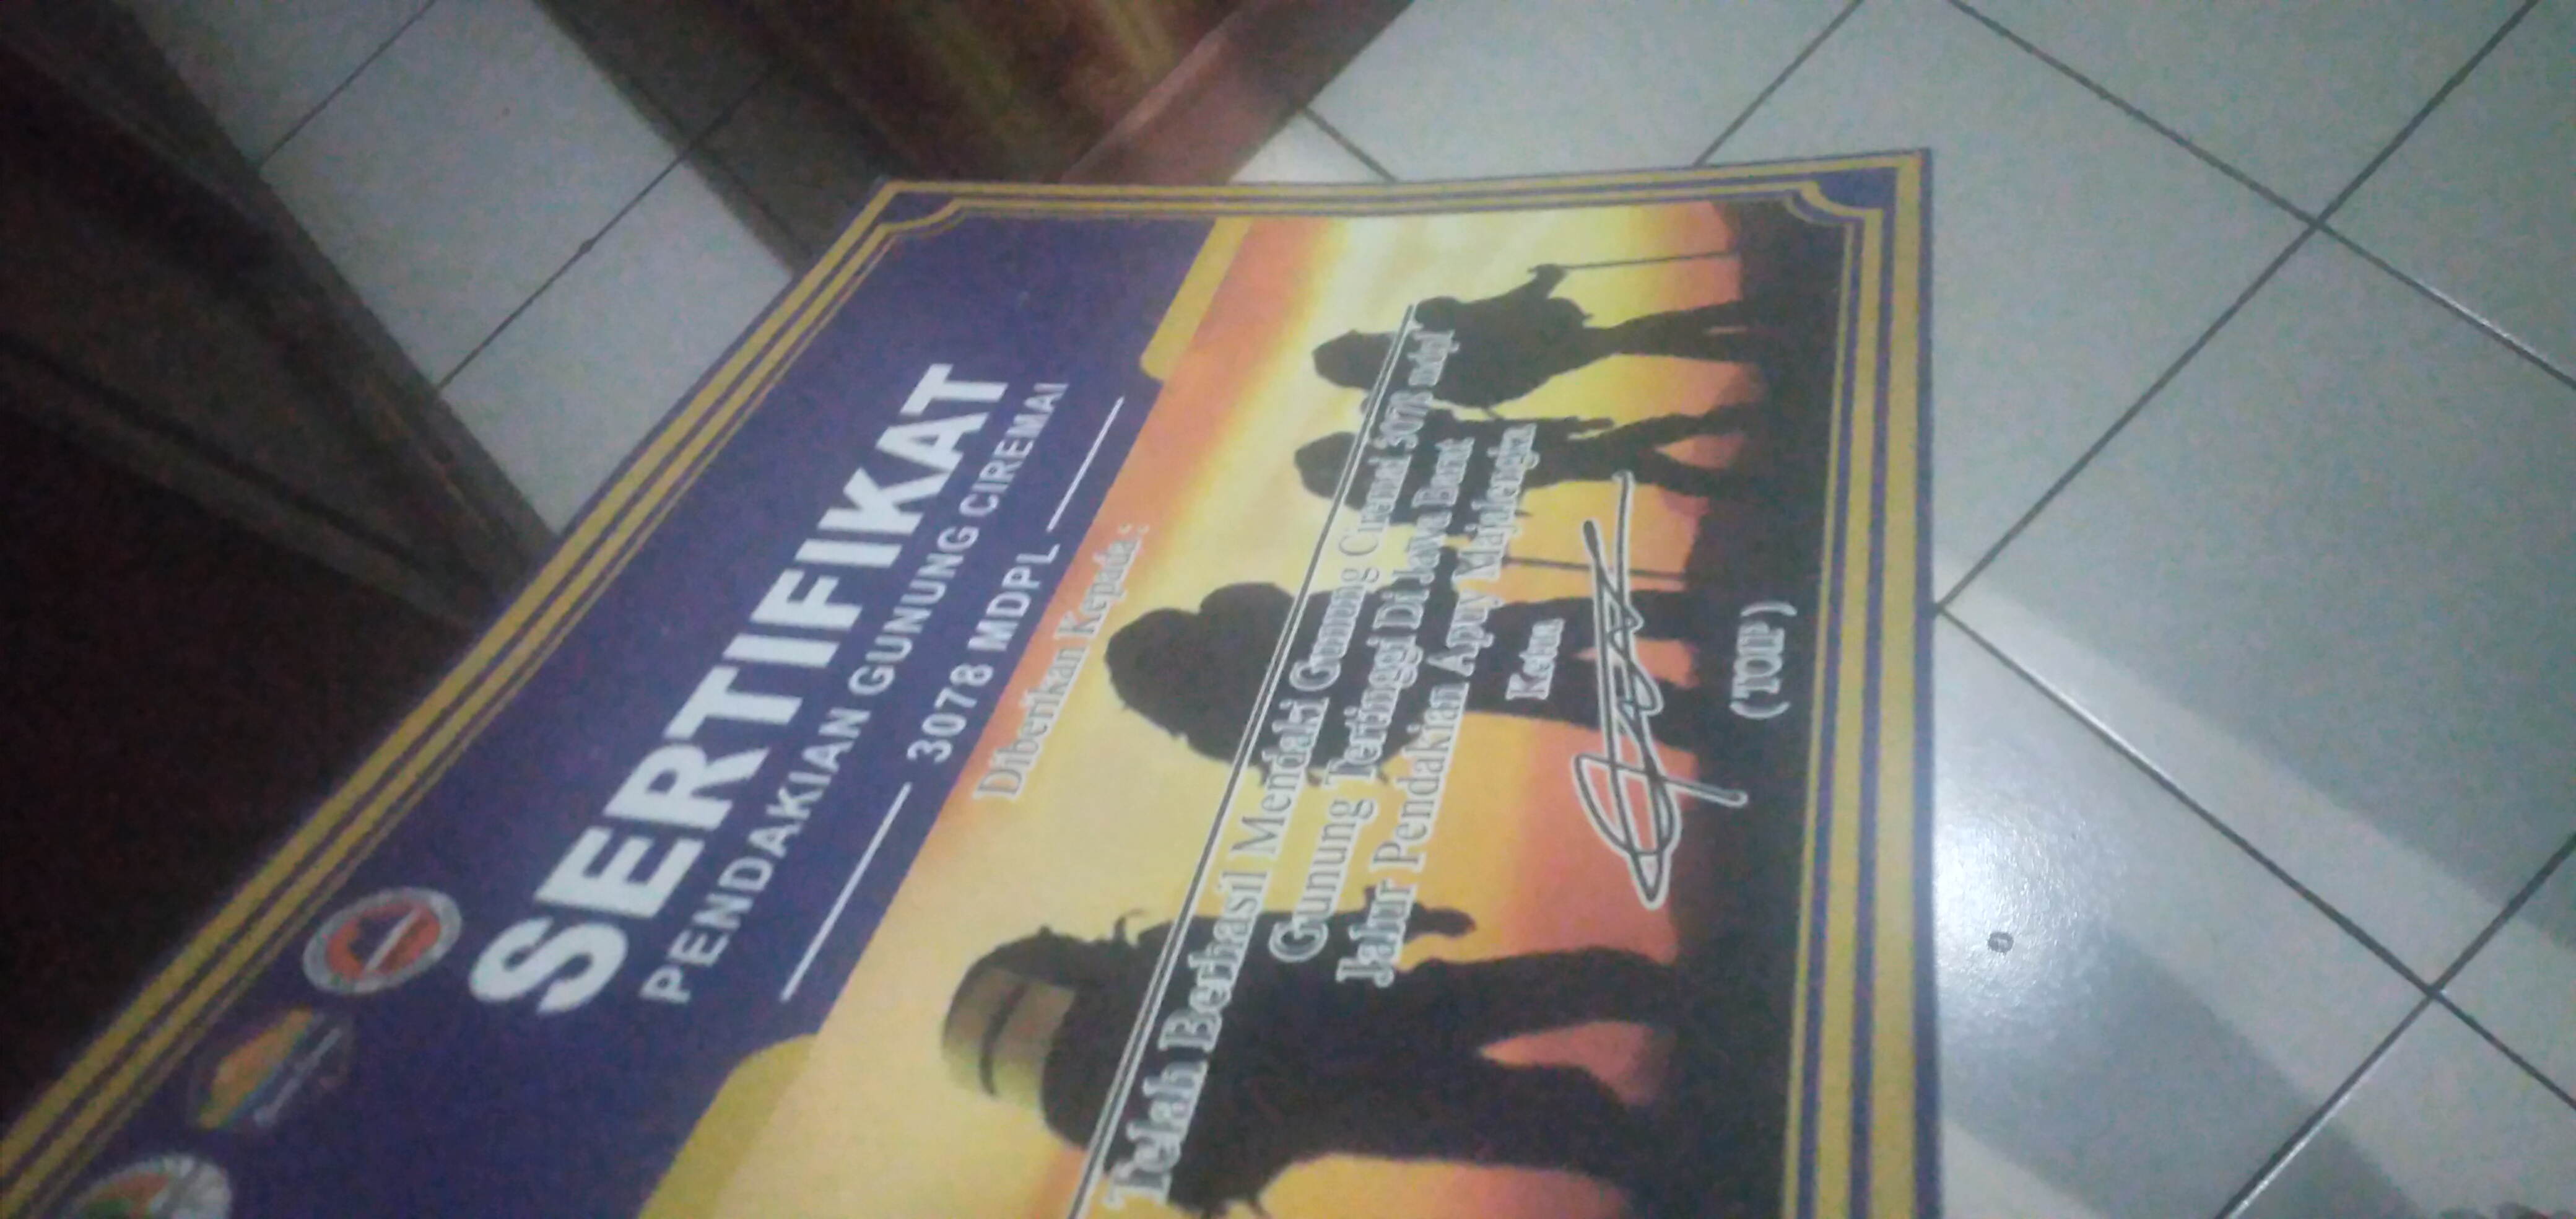 SERTIFIKAT
PENDAKIAN GUNUNG CIREMAI
3078 MDPL
Diberikan Kepada :
Telah Berhasil Mendaki Gunung Ciremai 3078 mdpl
Gunung Tertinggi Di Jawa Barat
Jalur Pendakian Apuy Majalengka
Ketua
( TOIP )